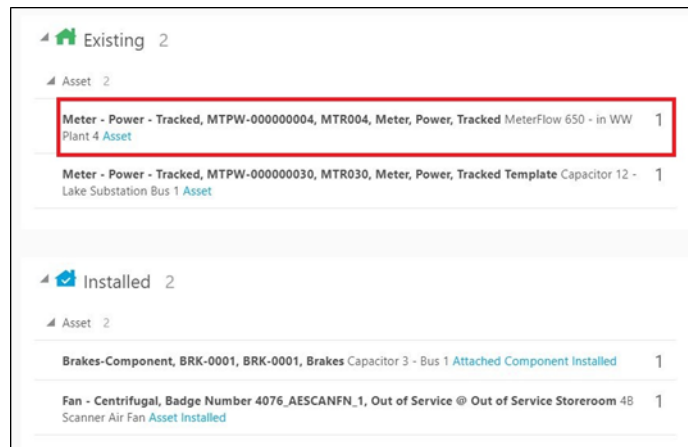 Existing 2
Asset 2
Meter - Power - Tracked, MTPW-000000004, MTR004, Meter, Power, Tracked MeterFlow 650 - in WW 1
Plant 4 Asset
Meter - Power - Tracked, MTPW-000000030, MTR030, Meter, Power, Tracked Template Capacitor 12 - 1
Lake Substation Bus 1 Asset
Installed 2
Asset 2
Brakes-Component, BRK-0001, BRK-0001, Brakes Capacitor 3 - Bus 1 Attached Component Installed 1
Fan - Centrifugal, Badge Number 4076_AESCANFN_1, Out of Service @ Out of Service Storeroom 4B 1
Scanner Air Fan Asset Installed